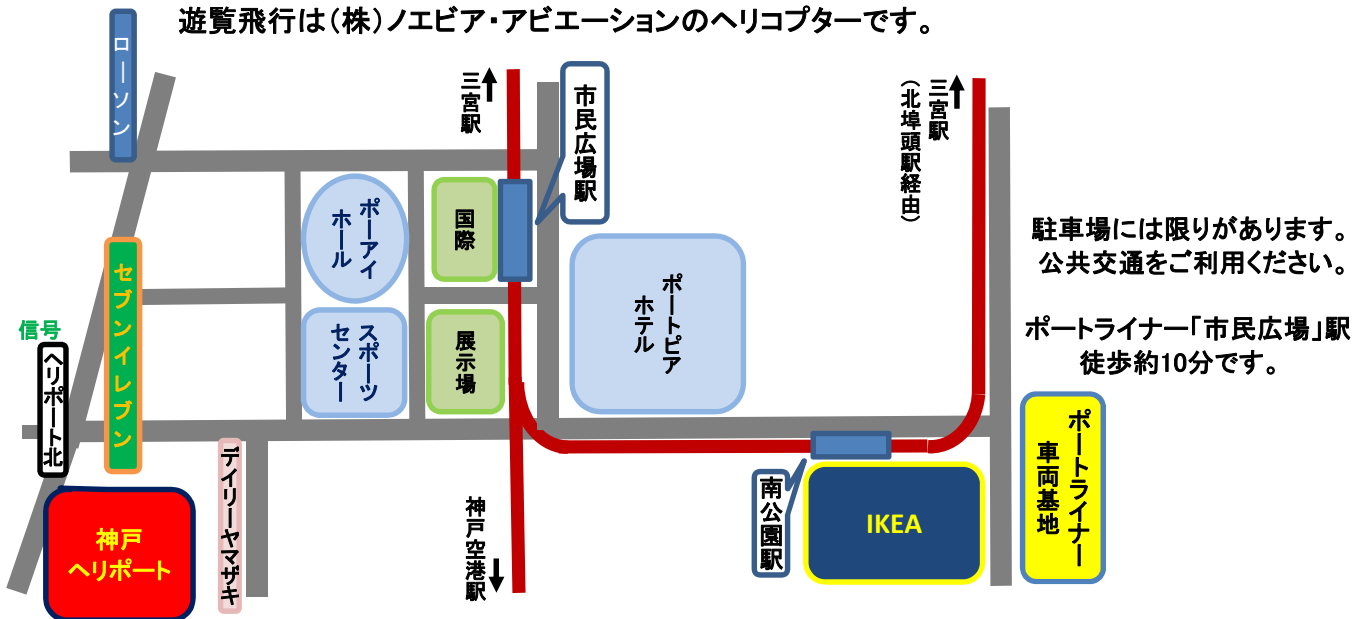 遊覧飛行は(株)ノエビア・アビエーションのヘリコプターです。
ローソン
三宮駅
市民広場駅
三宮駅
(北埠頭駅経由)
ポーアイ
ホール
国際
駐車場には限りがあります。
公共交通をご利用ください。
セブンイレブン
ポートピア
ホテル
信号
ヘリポート北
スポーツ
センター
展示場
ポートライナー「市民広場」駅
徒歩約10分です。
デイリーヤマザキ
神戸空港駅
南公園駅
IKEA
ポートライナー
車両基地
神戸
ヘリポート